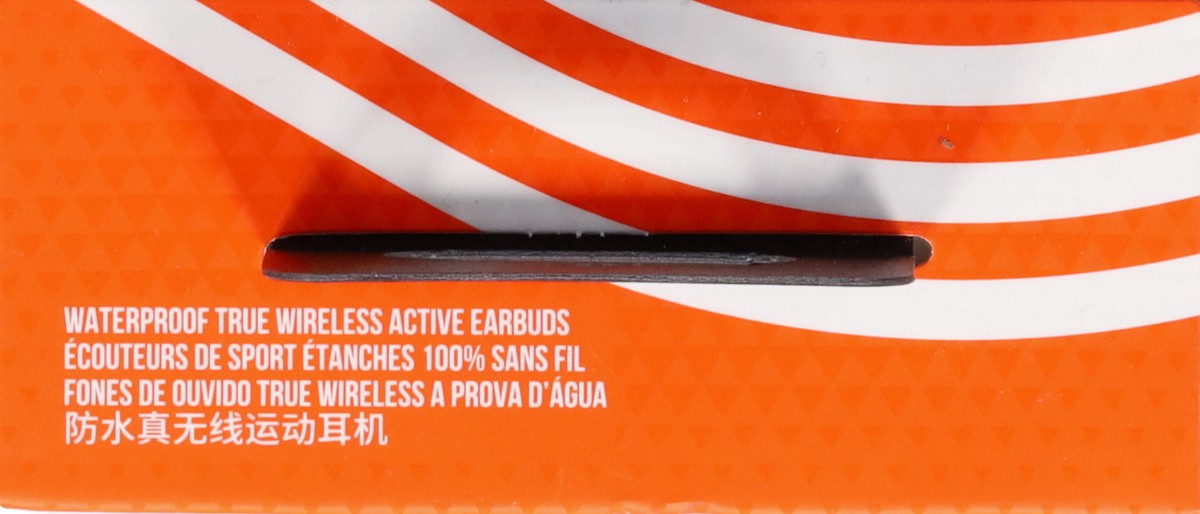 WATERPROOF TRUE WIRELESS ACTIVE EARBUDS
ÉCOUTEURS DE SPORT ÉTANCHES 100% SANS FIL
FONES DE OUVIDO TRUE WIRELESS A PROVA D'ÁGUA
防水真无线运动耳机